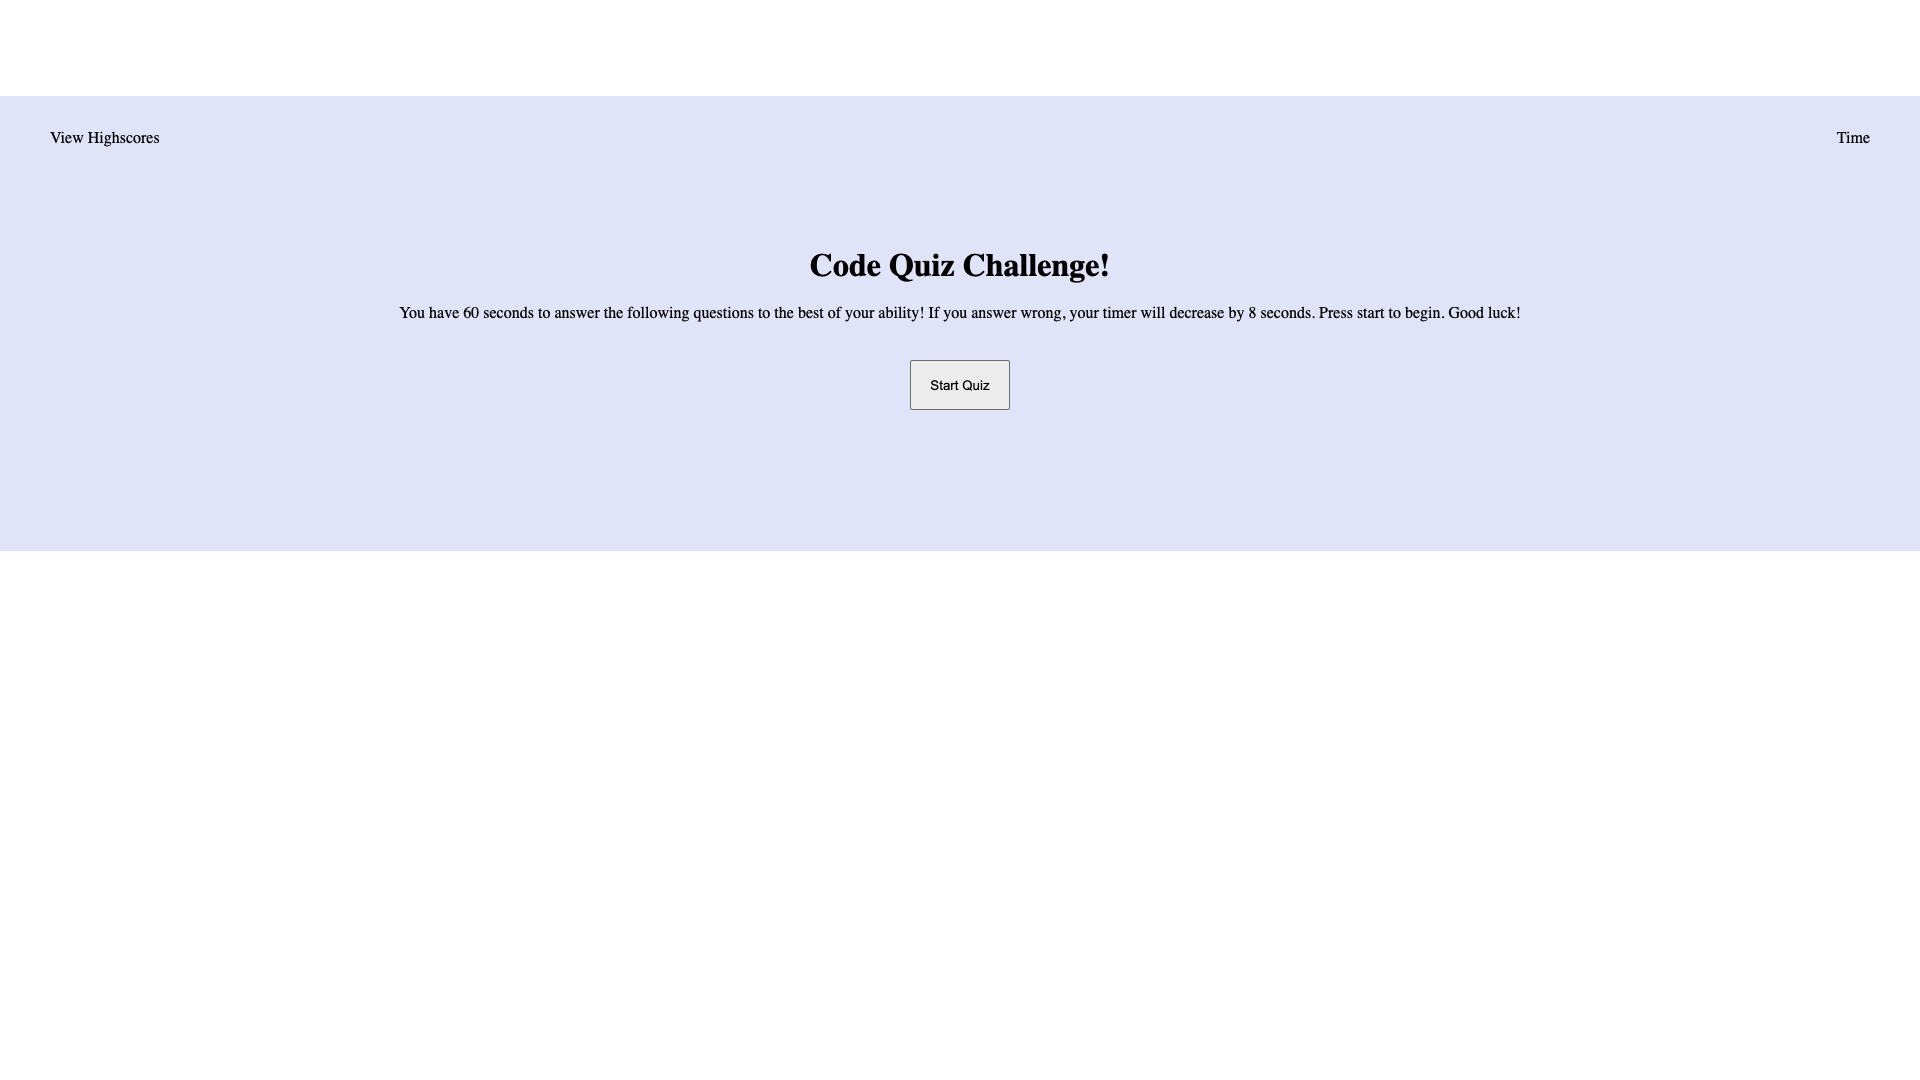 View Highscores
Time
Code Quiz Challenge!
You have 60 seconds to answer the following questions to the best of your ability! If you answer wrong, your timer will decrease by 8 seconds. Press start to begin. Good luck!
Start Quiz